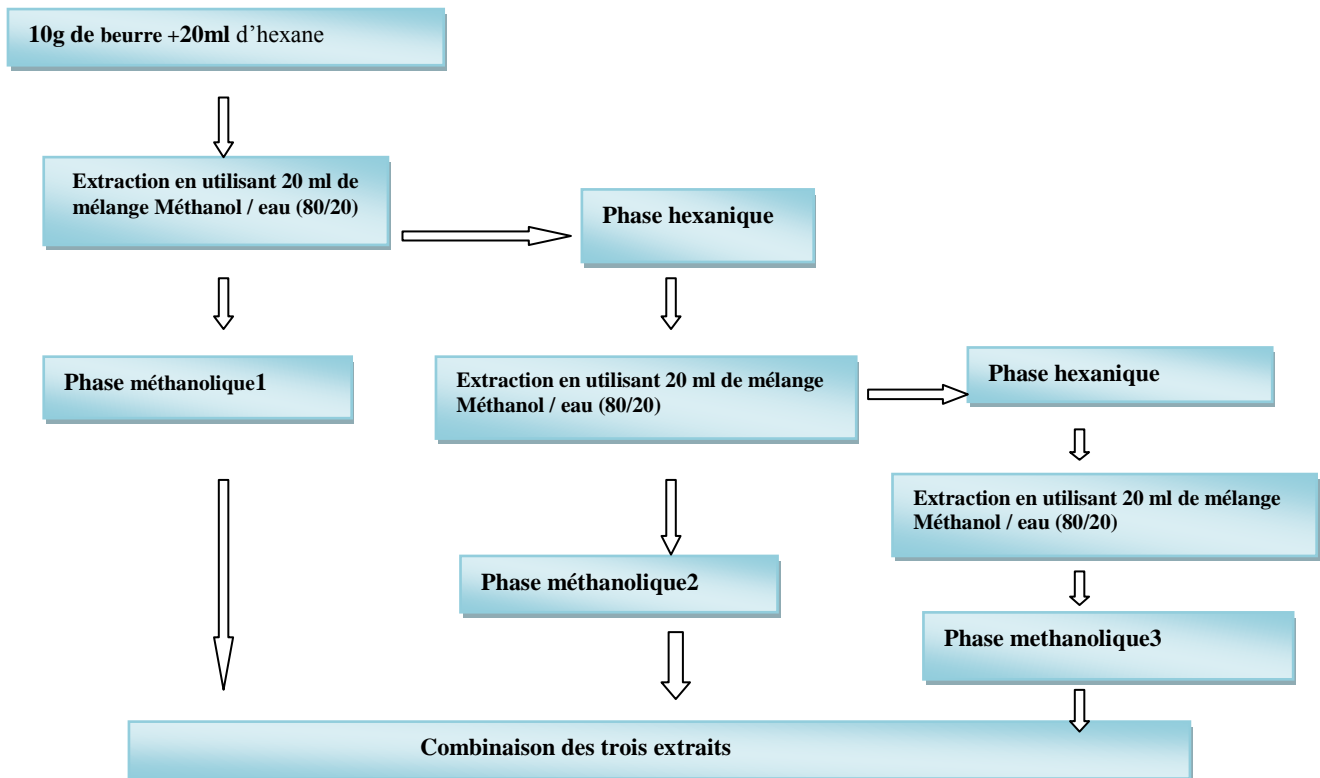 10g de beurre +20ml d’hexane
Extraction en utilisant 20 ml de
mélange Méthanol / eau (80/20)
Phase hexanique
Phase méthanolique1
Extraction en utilisant 20 ml de mélange
Méthanol / eau (80/20)
Phase hexanique
Extraction en utilisant 20 ml de mélange
Méthanol / eau (80/20)
Phase méthanolique2
Phase methanolique3
Combinaison des trois extraits